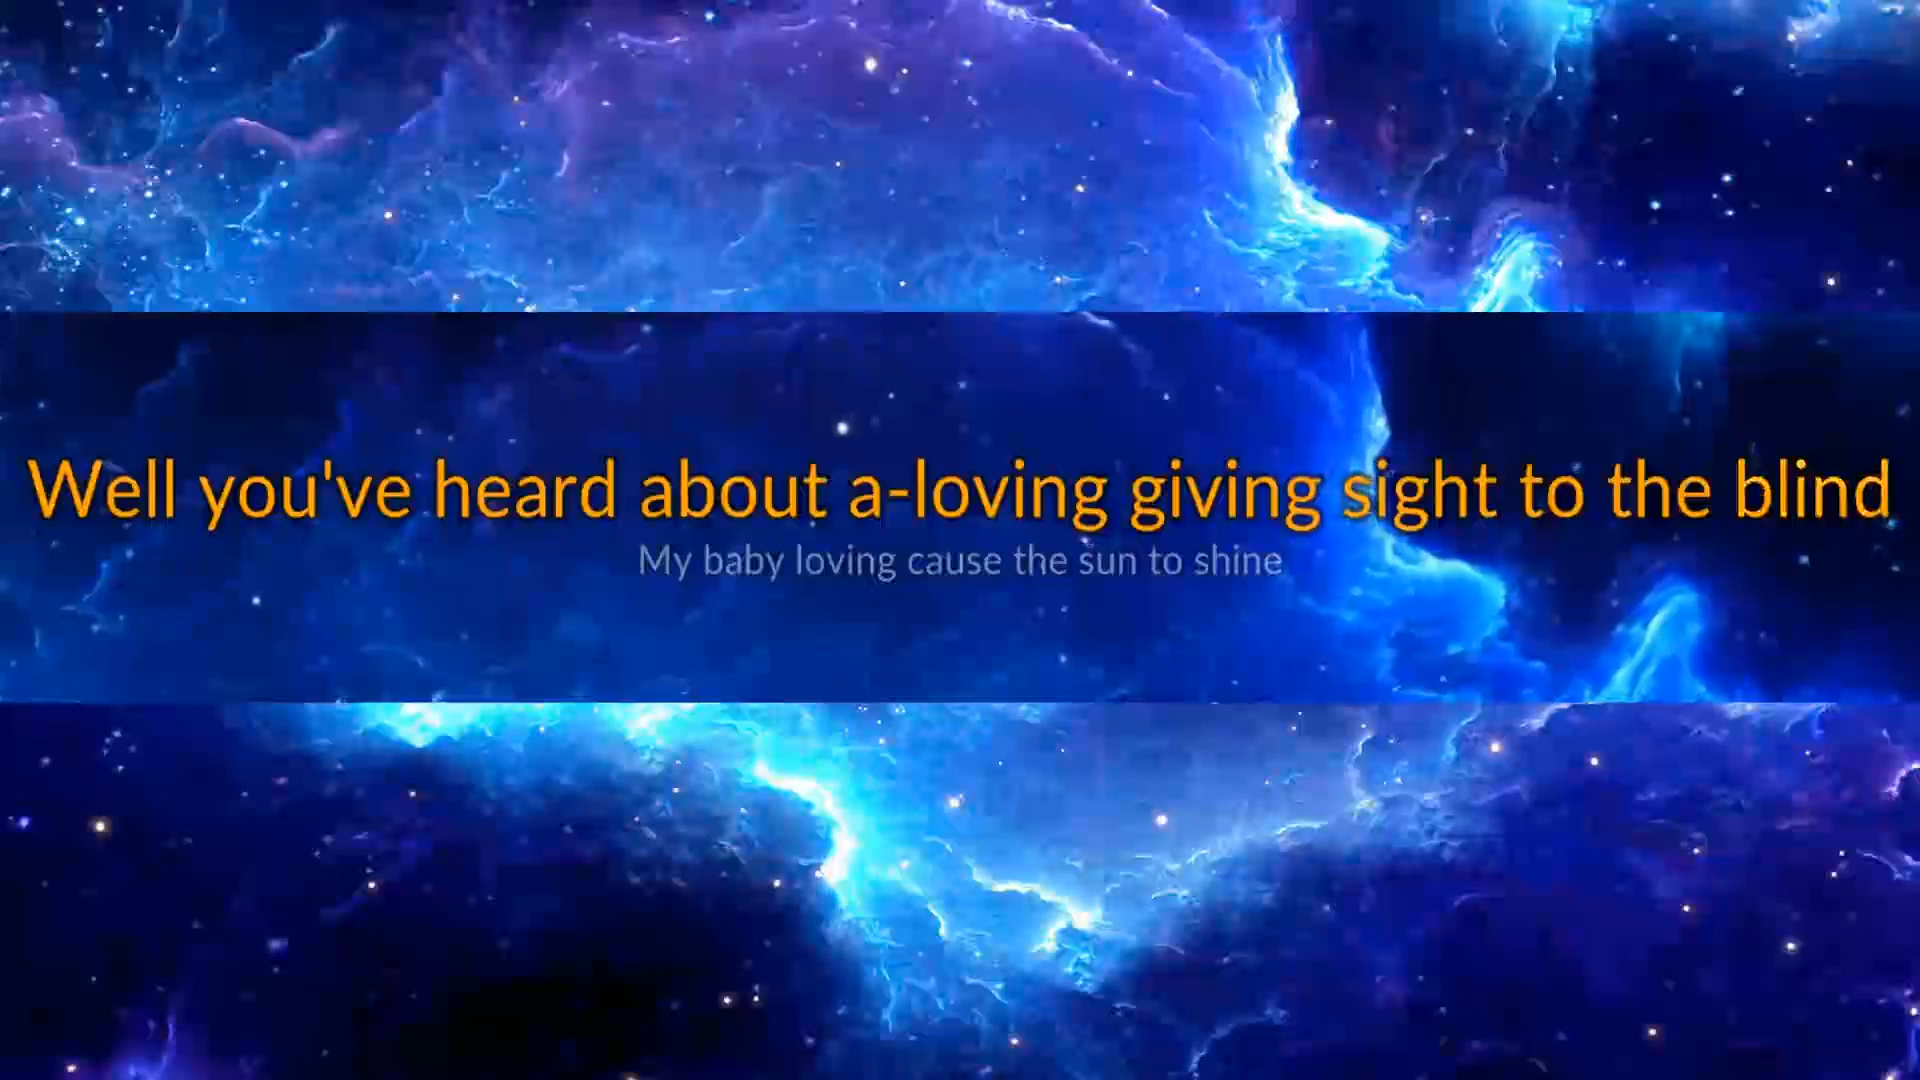 Well you've heard about a-loving giving sight to the blind
My baby loving cause the sun to shine